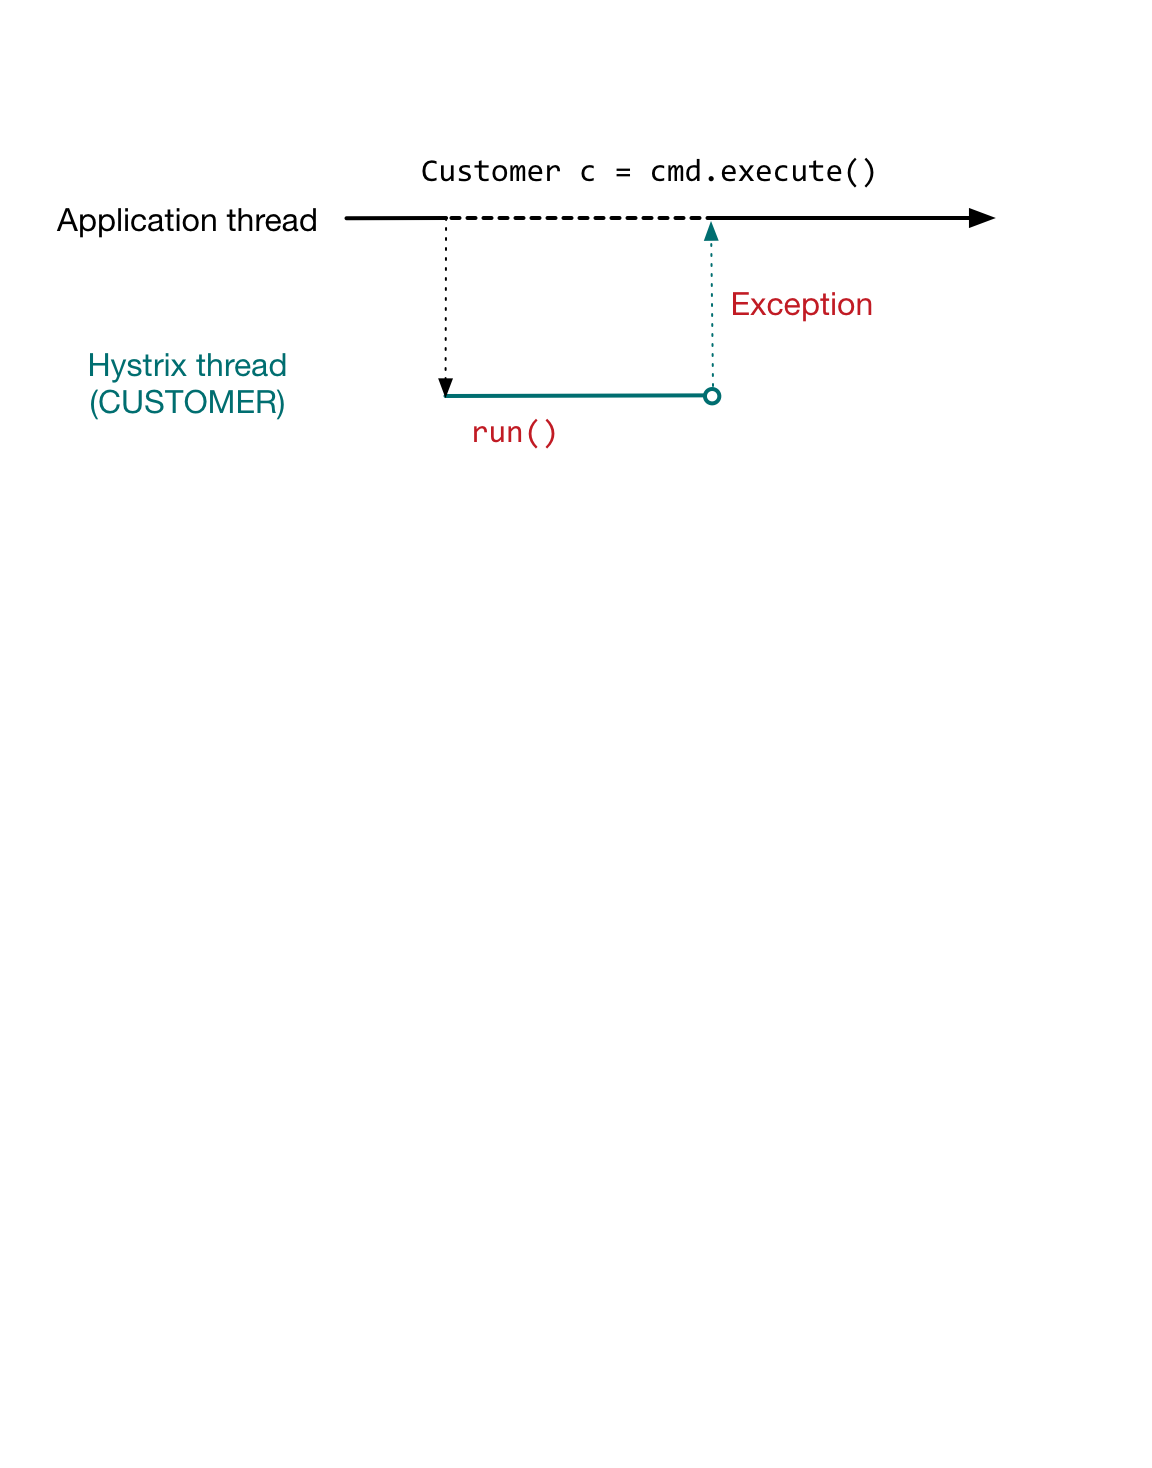 Customer c = cmd.execute()
Application thread
Exception
Hystrix thread
(CUSTOMER)
run()